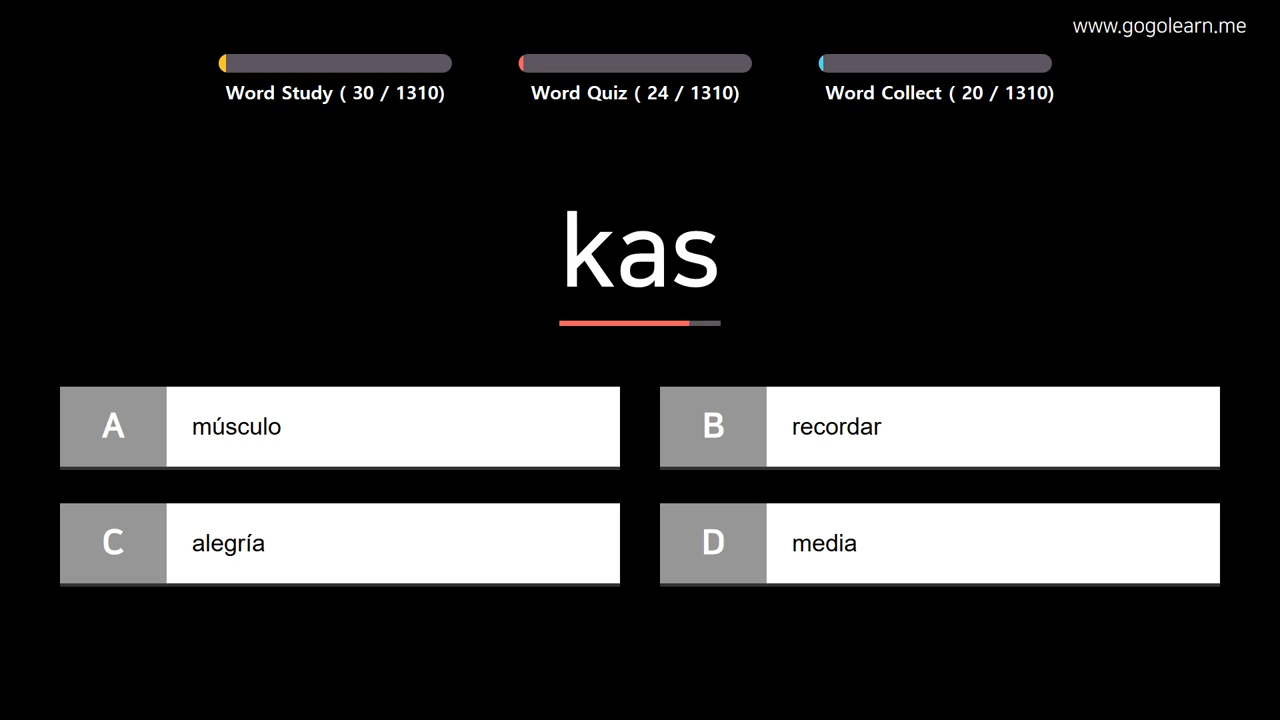 www.gogolearn.me
Word Study ( 30 / 1310)
Word Quiz ( 24 / 1310)
Word Collect ( 20 / 1310)
kas
A músculo
B recordar
C alegría
D media